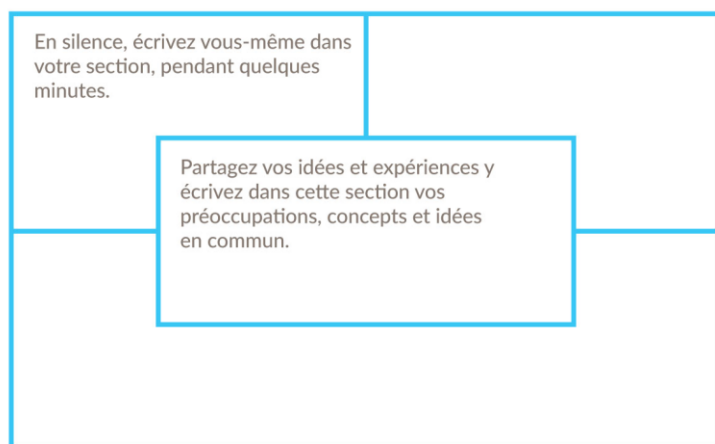 En silence, écrivez vous-même dans
votre section, pendant quelques
minutes.
Partagez vos idées et expériences y
écrivez dans cette section vos
préoccupations, concepts et idées
en commun.